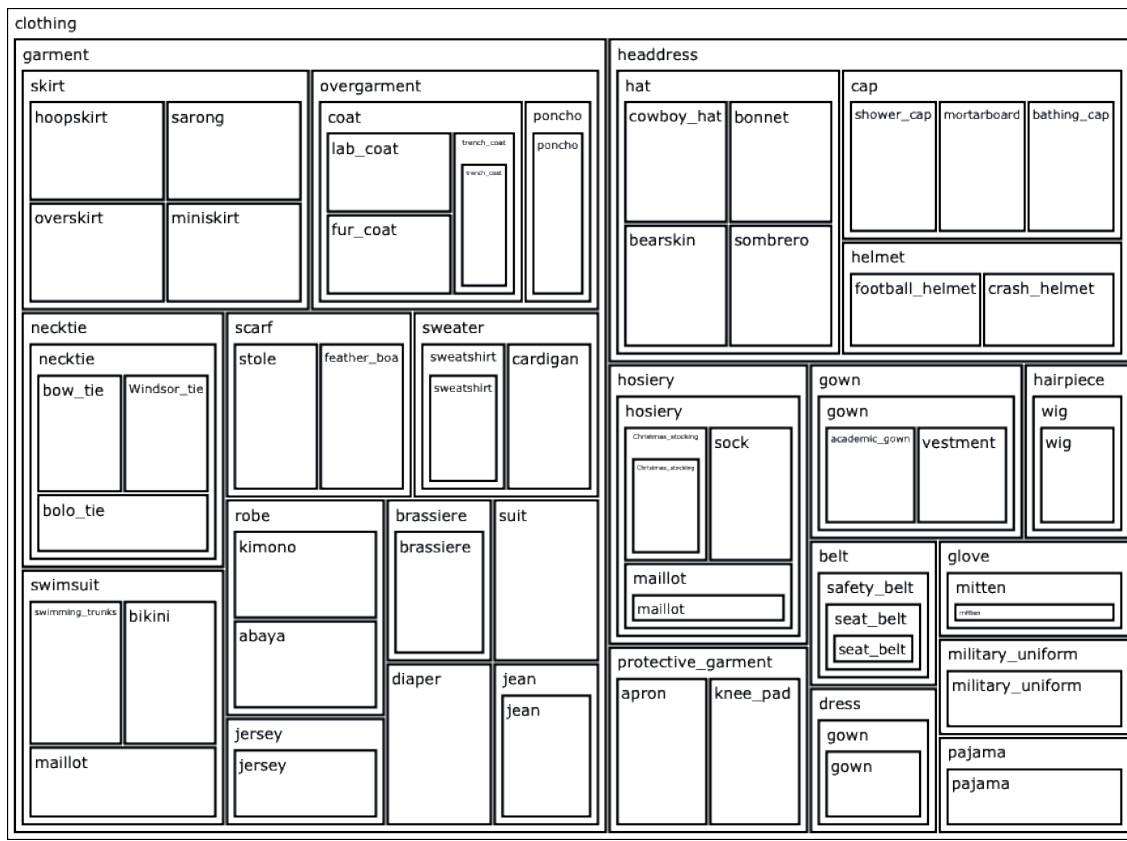 clothing
garment
skirt
hoopskirt
sarong
overskirt
miniskirt
overgarment
coat
lab_coat
fur_coat
trench_coat
trench_coat
poncho
poncho
necktie
necktie
bow_tie
Windsor_tie
bolo_tie
scarf
stole
feather_boa
sweater
sweatshirt
sweatshirt
cardigan
swimsuit
swimming_trunks
bikini
maillot
robe
kimono
abaya
jersey
jersey
brassiere
brassiere
suit
diaper
jean
jean
headdress
hat
cowboy_hat
bonnet
bearskin
sombrero
cap
shower_cap
mortarboard
bathing_cap
helmet
football_helmet
crash_helmet
hosiery
hosiery
Christmas_stocking
Christmas_stocking
sock
maillot
maillot
gown
gown
academic_gown
vestment
hairpiece
wig
wig
protective_garment
apron
knee_pad
belt
safety_belt
seat_belt
seat_belt
dress
gown
gown
glove
mitten
mitten
military_uniform
military_uniform
pajama
pajama